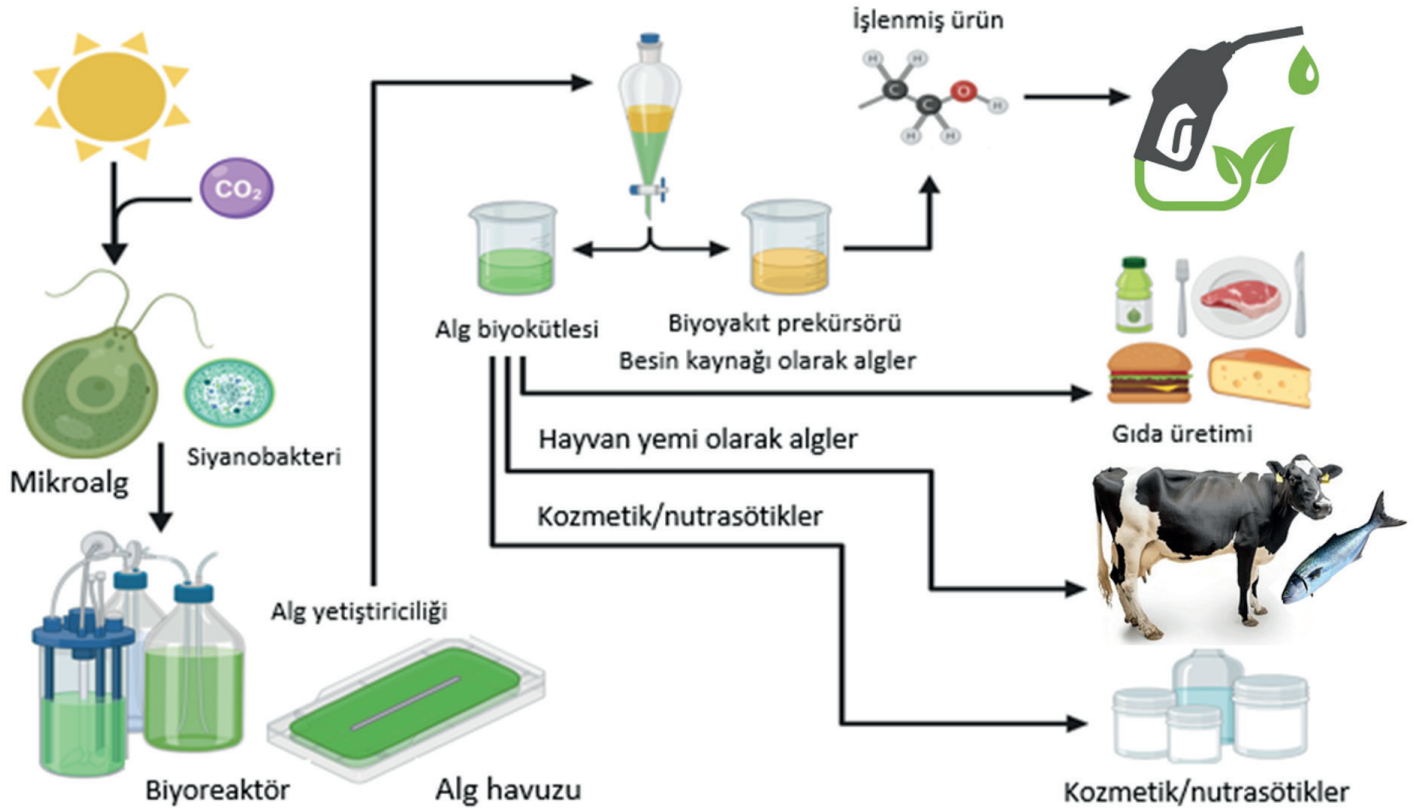 İşlenmiş ürün
H H
C C O H
H H
CO₂
Alg biyokütlesi
Biyoyakıt prekürsörü
Besin kaynağı olarak algler
Gıda üretimi
Hayvan yemi olarak algler
Siyanobakteri
Mikroalg
Kozmetik/nutrasötikler
Alg yetiştiriciliği
Biyoreaktör
Alg havuzu
Kozmetik/nutrasötikler